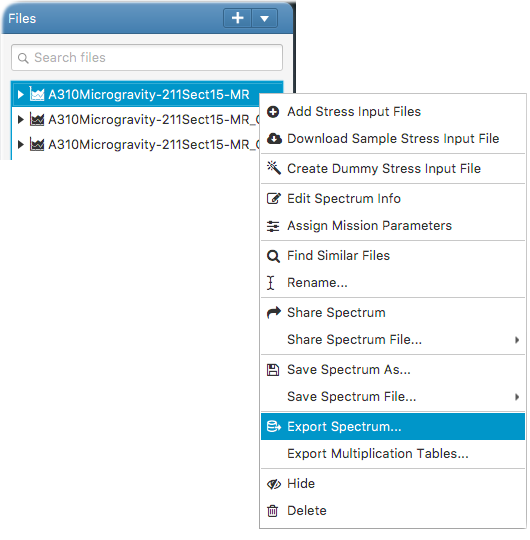 Files
Search files
A310Microgravity-211Sect15-MR
A310Microgravity-211Sect15-MR_
A310Microgravity-211Sect15-MR_
Add Stress Input Files
Download Sample Stress Input File
Create Dummy Stress Input File
Edit Spectrum Info
Assign Mission Parameters
Find Similar Files
Rename...
Share Spectrum
Share Spectrum File...
Save Spectrum As...
Save Spectrum File...
Export Spectrum...
Export Multiplication Tables...
Hide
Delete